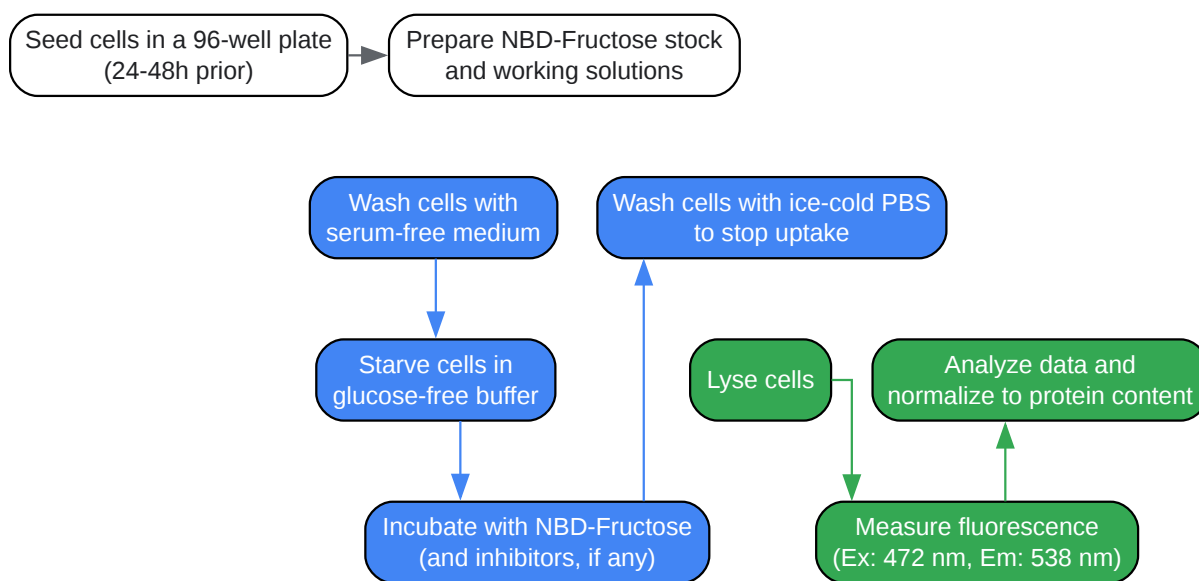 Seed cells in a 96-well plate
(24-48h prior)
Prepare NBD-Fructose stock
and working solutions
Wash cells with
serum-free medium
Wash cells with ice-cold PBS
to stop uptake
Starve cells in
glucose-free buffer
Lyse cells
Analyze data and
normalize to protein content
Incubate with NBD-Fructose
(and inhibitors, if any)
Measure fluorescence
(Ex: 472 nm, Em: 538 nm)